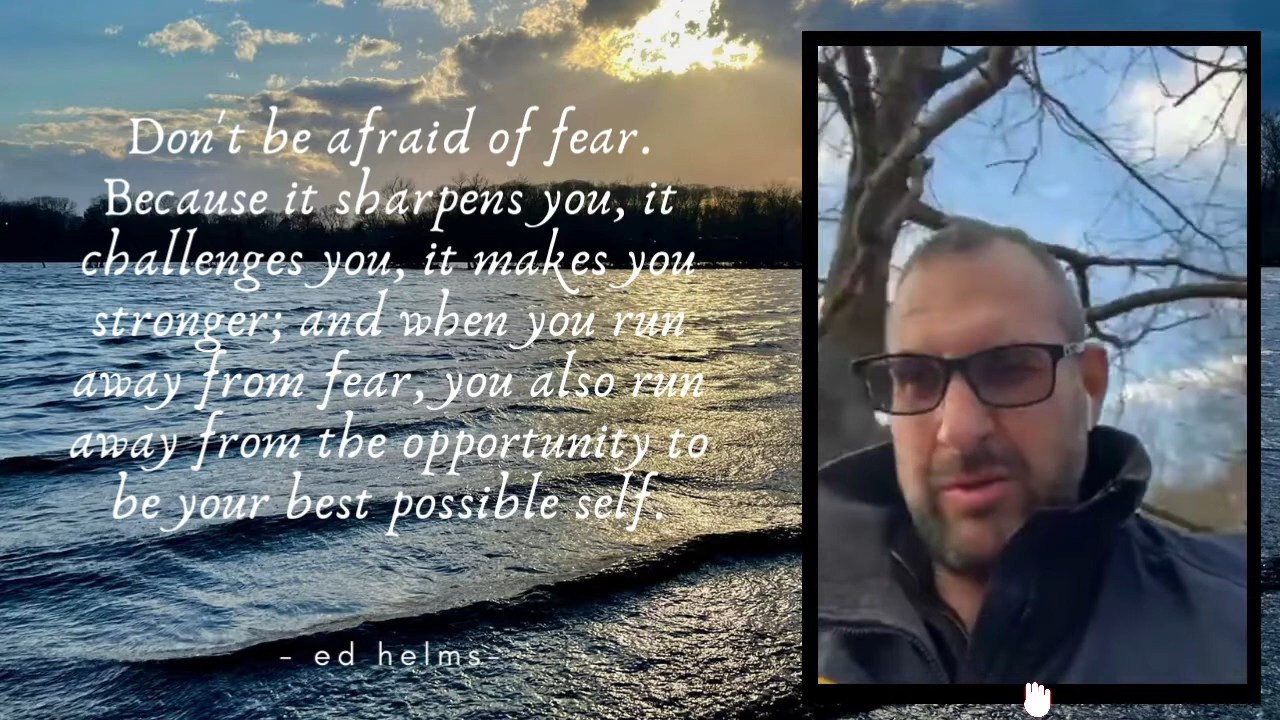 Don't be afraid of fear.
Because it sharpens you, it
challenges you, it makes you
stronger; and when you run
away from fear, you also run
away from the opportunity to
be your best possible self.
- ed helms-